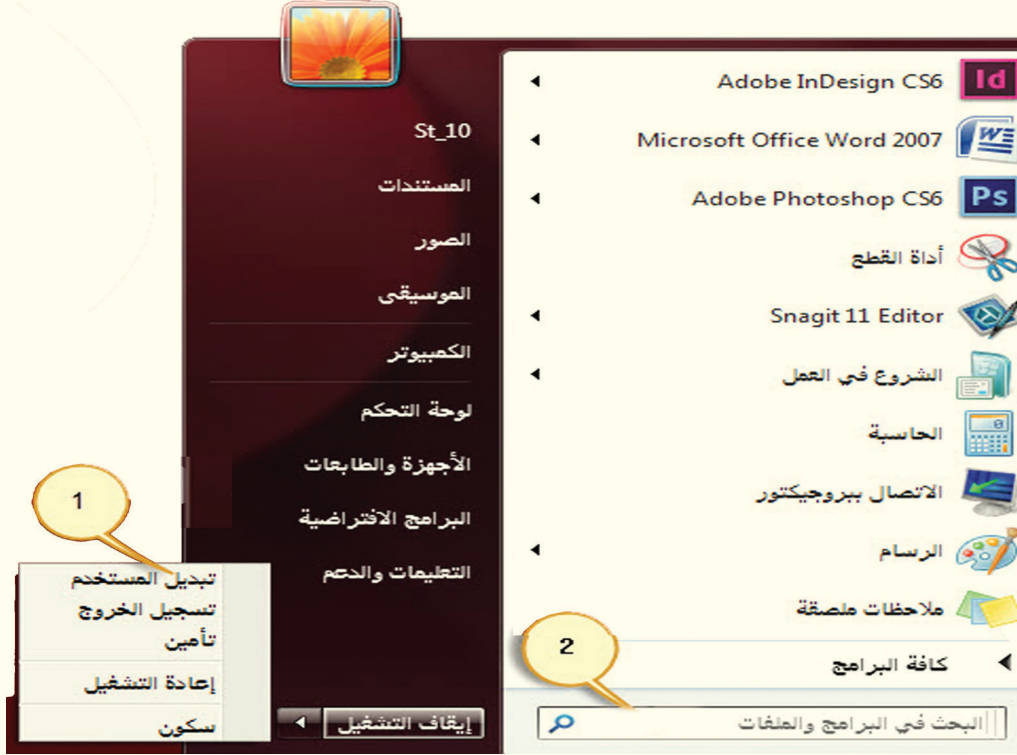 Adobe InDesign CS6
Microsoft Office Word 2007
Adobe Photoshop CS6
أداة القطع
Snagit 11 Editor
الشروع في العمل
الحاسبة
الاتصال ببروجيكتور
الرسام
ملاحظات ملصقة
كافة البرامج
البحث في البرامج والملفات
2
St_10
المستندات
الصور
الموسيقى
الكمبيوتر
لوحة التحكم
الأجهزة والطابعات
البرامج الافتراضية
التعليمات والدعم
إيقاف التشغيل
1
تبديل المستخدم
تسجيل الخروج
تأمين
إعادة التشغيل
سكون
Id
W
Ps